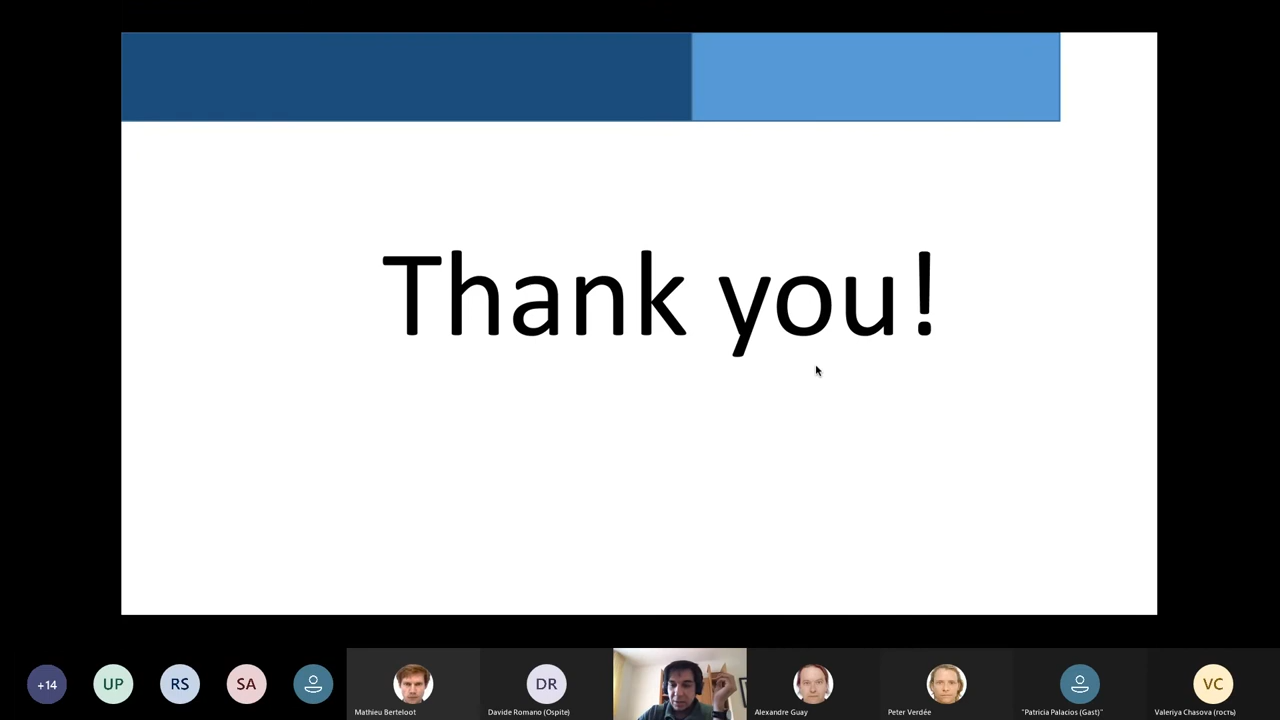 Thank you!
+14
UP
RS
SA
DR
VC
Mathieu Berteloot
Davide Romano (Ospite)
Alexandre Guay
Peter Verdée
"Patricia Palacios (Gast)"
Valeriya Chasova (гость)